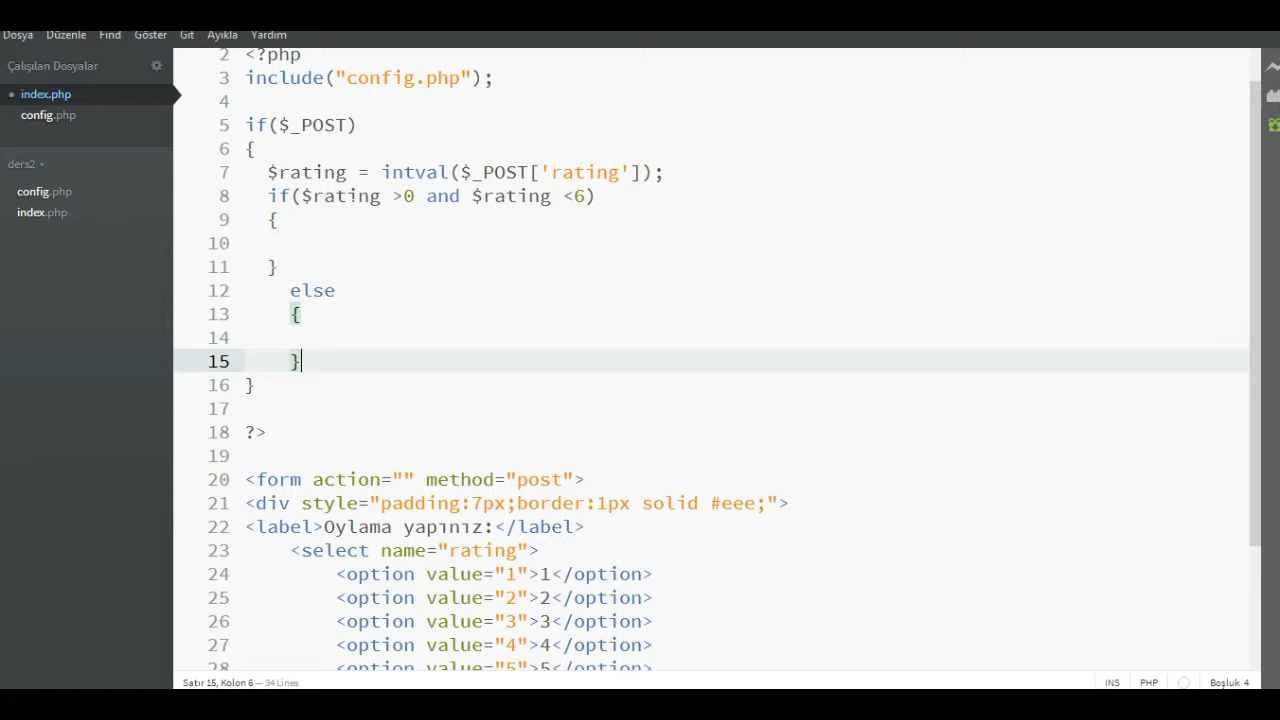 Dosya Düzenle Find Göster Git Ayıkla Yardım
Çalışılan Dosyalar
index.php
config.php
ders2
config.php
index.php
2 <?php
3 include("config.php");
4
5 if($_POST)
6 {
7 $rating = intval($_POST['rating']);
8 if($rating >0 and $rating <6)
9 {
10
11 }
12 else
13 {
14
15 }
16 }
17
18 ?>
19
20 <form action="" method="post">
21 <div style="padding:7px;border:1px solid #eee;">
22 <label>Oylama yapınız:</label>
23 <select name="rating">
24 <option value="1">1</option>
25 <option value="2">2</option>
26 <option value="3">3</option>
27 <option value="4">4</option>
28 <option value="5">5</option>
Satır 15, Kolon 6 — 34 Lines
INS PHP Boşluk 4